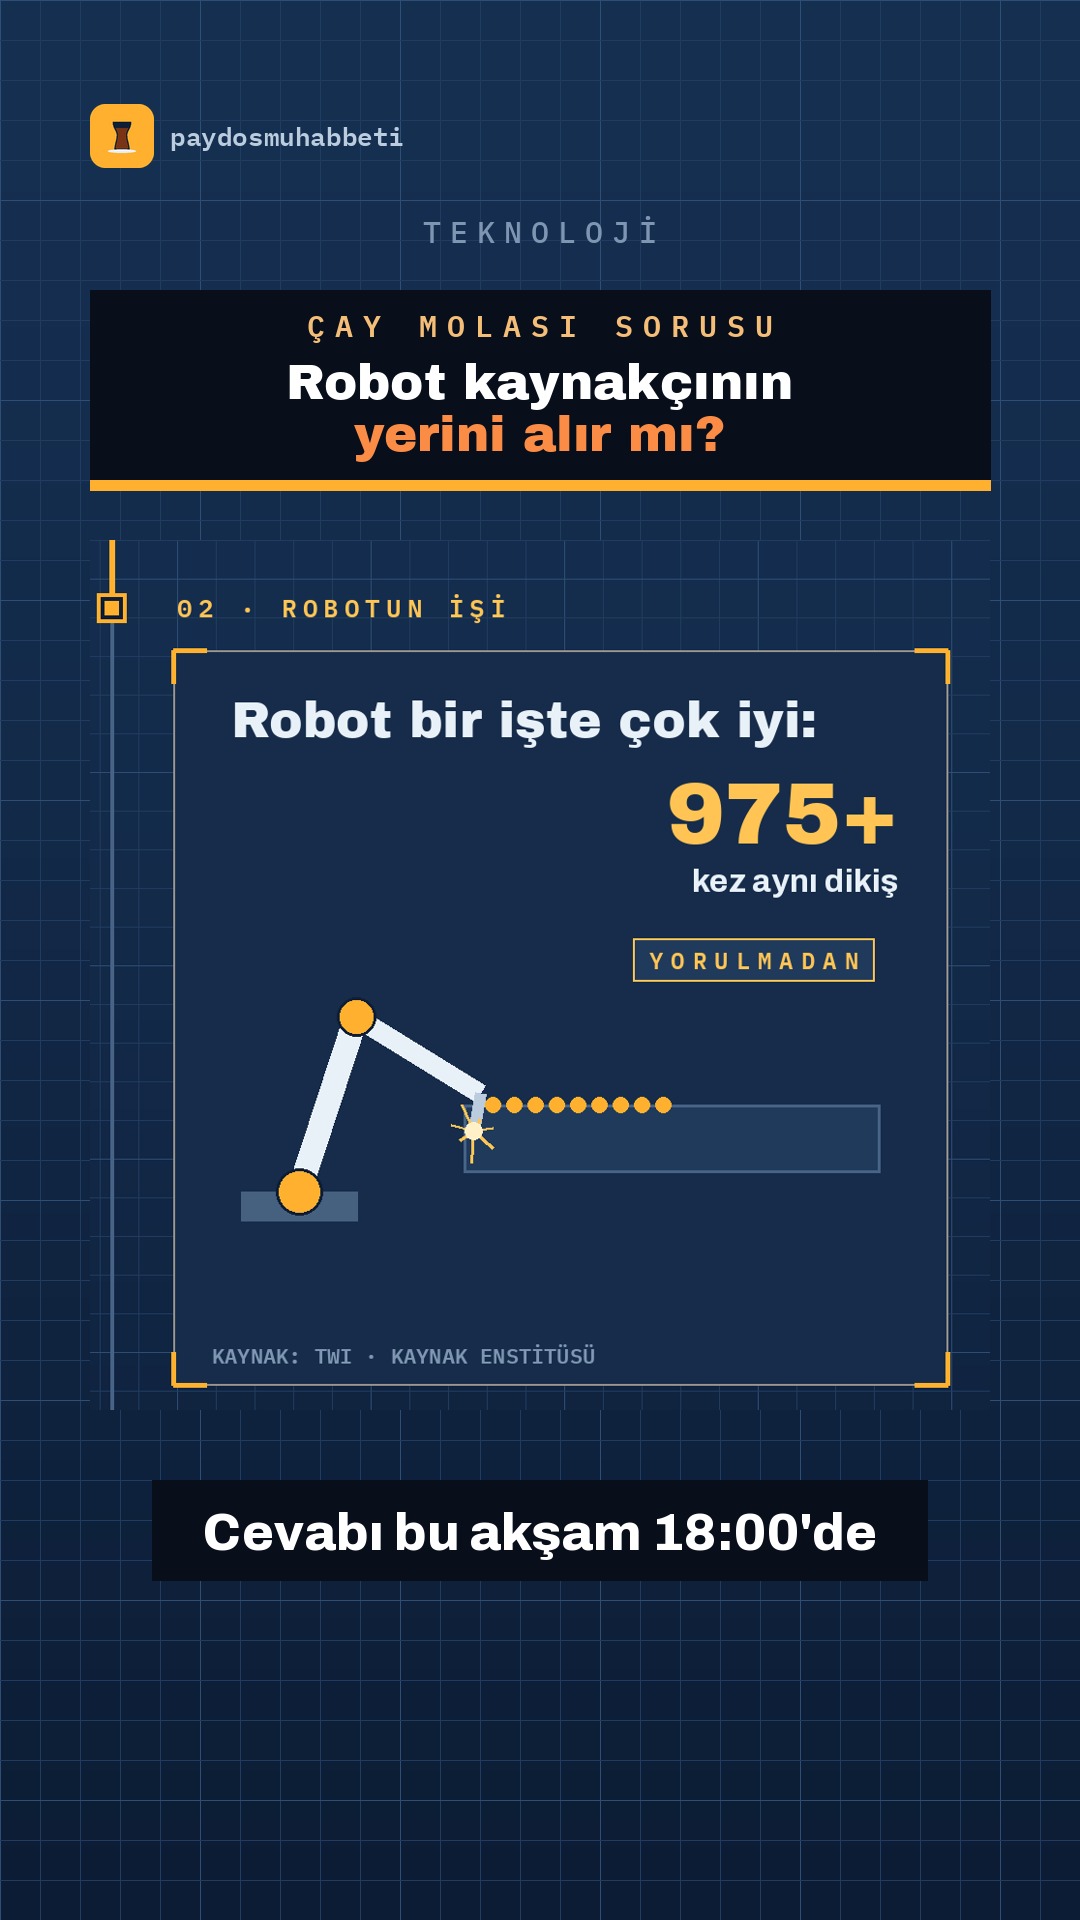 paydosmuhabbeti
TEKNOLOJİ
ÇAY MOLASI SORUSU
Robot kaynakçının
yerini alır mı?
02 · ROBOTUN İŞİ
Robot bir işte çok iyi:
975+
kez aynı dikiş
YORULMADAN
KAYNAK: TWI · KAYNAK ENSTİTÜSÜ
Cevabı bu akşam 18:00'de